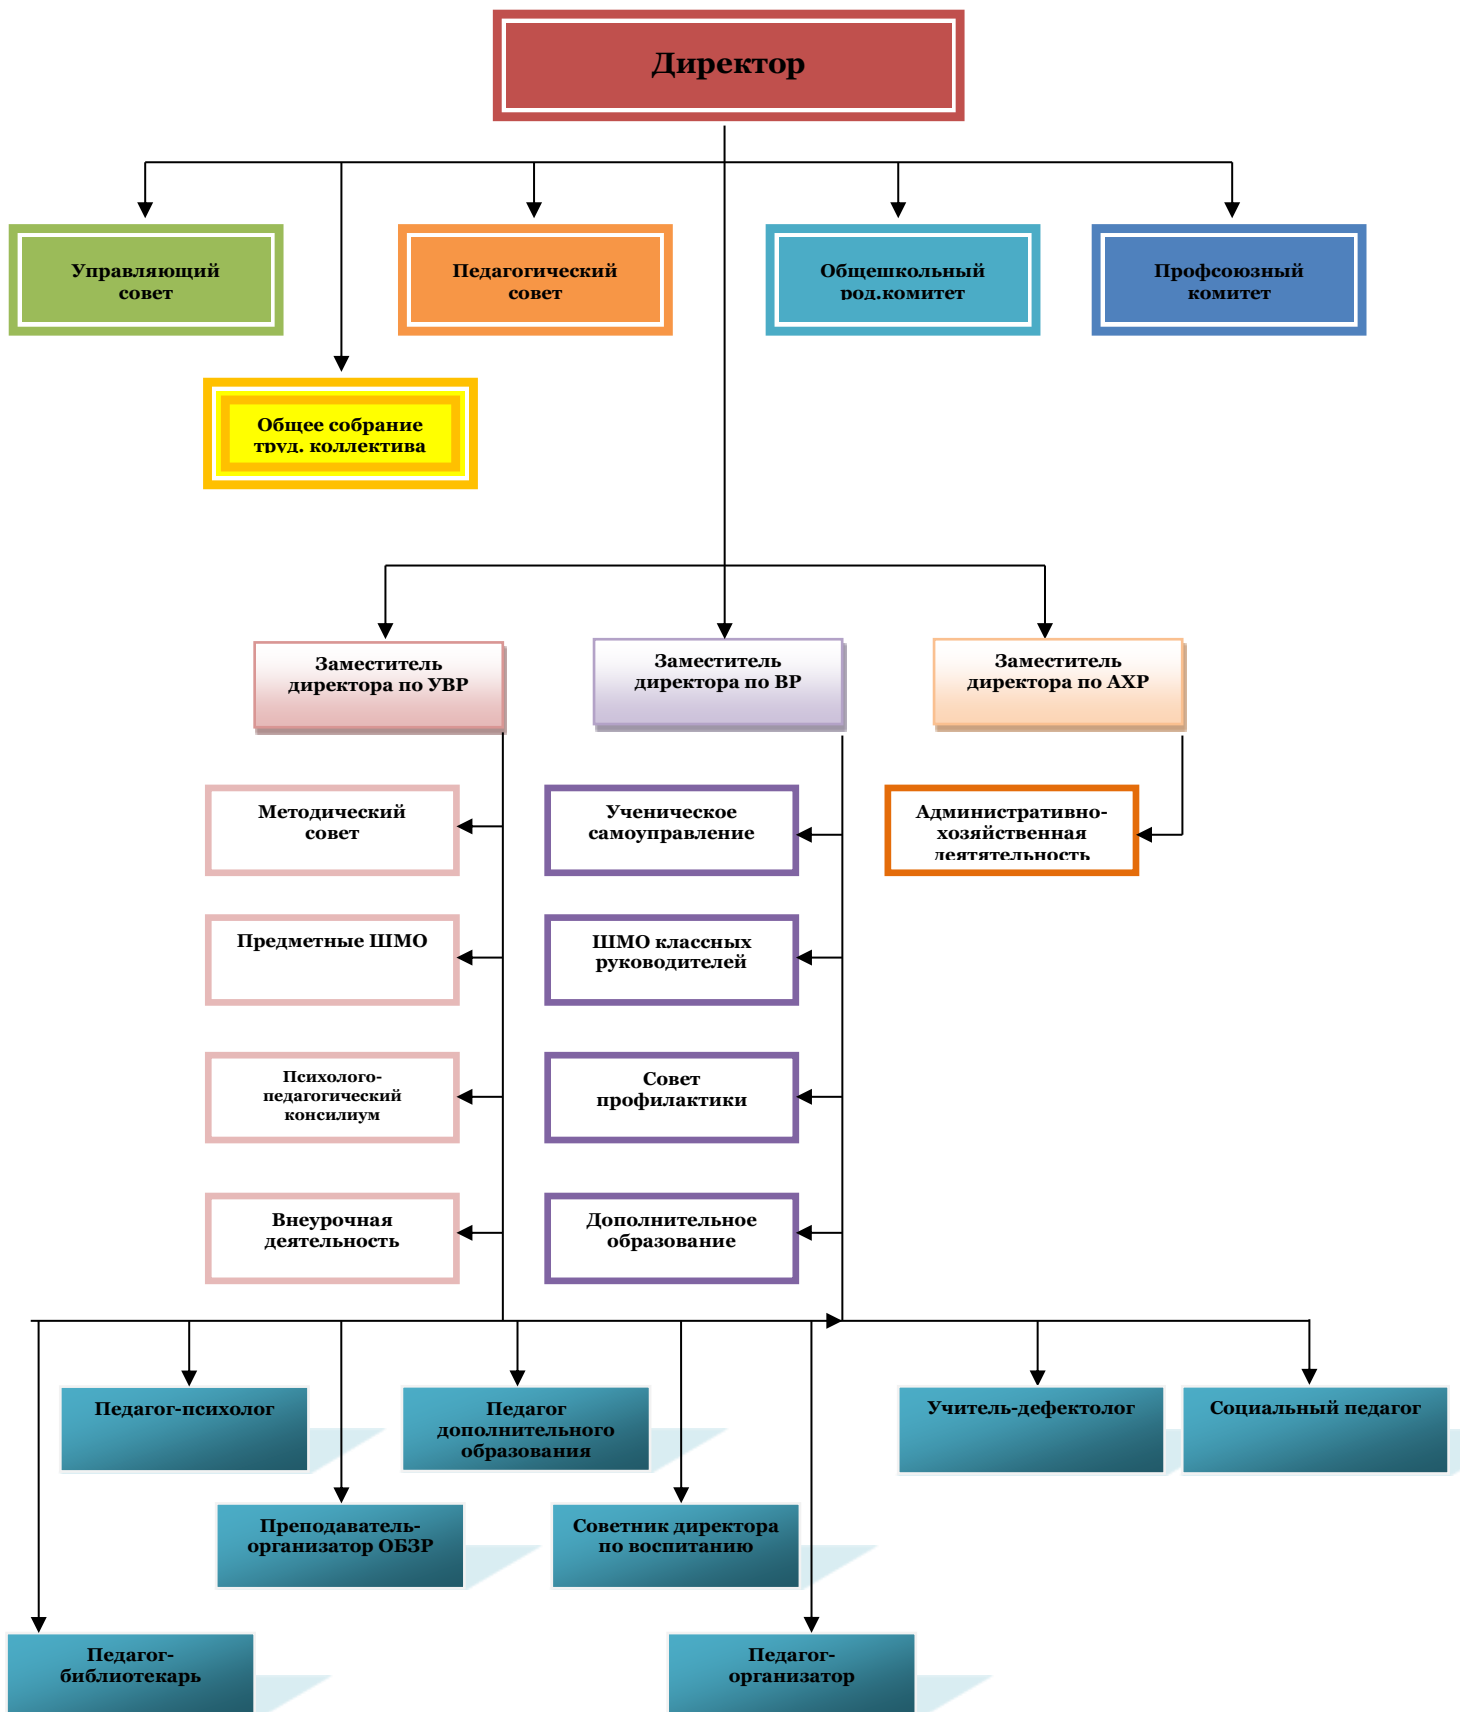 Директор
Управляющий
совет
Педагогический
совет
Общешкольный
род.комитет
Профсоюзный
комитет
Общее собрание
труд. коллектива
Заместитель
директора по УВР
Заместитель
директора по ВР
Заместитель
директора по АХР
Методический
совет
Ученическое
самоуправление
Административно-
хозяйственная
деятятельность
Предметные ШМО
ШМО классных
руководителей
Психолого-
педагогический
консилиум
Совет
профилактики
Внеурочная
деятельность
Дополнительное
образование
Педагог-психолог
Педагог
дополнительного
образования
Учитель-дефектолог
Социальный педагог
Преподаватель-
организатор ОБЗР
Советник директора
по воспитанию
Педагог-
библиотекарь
Педагог-
организатор